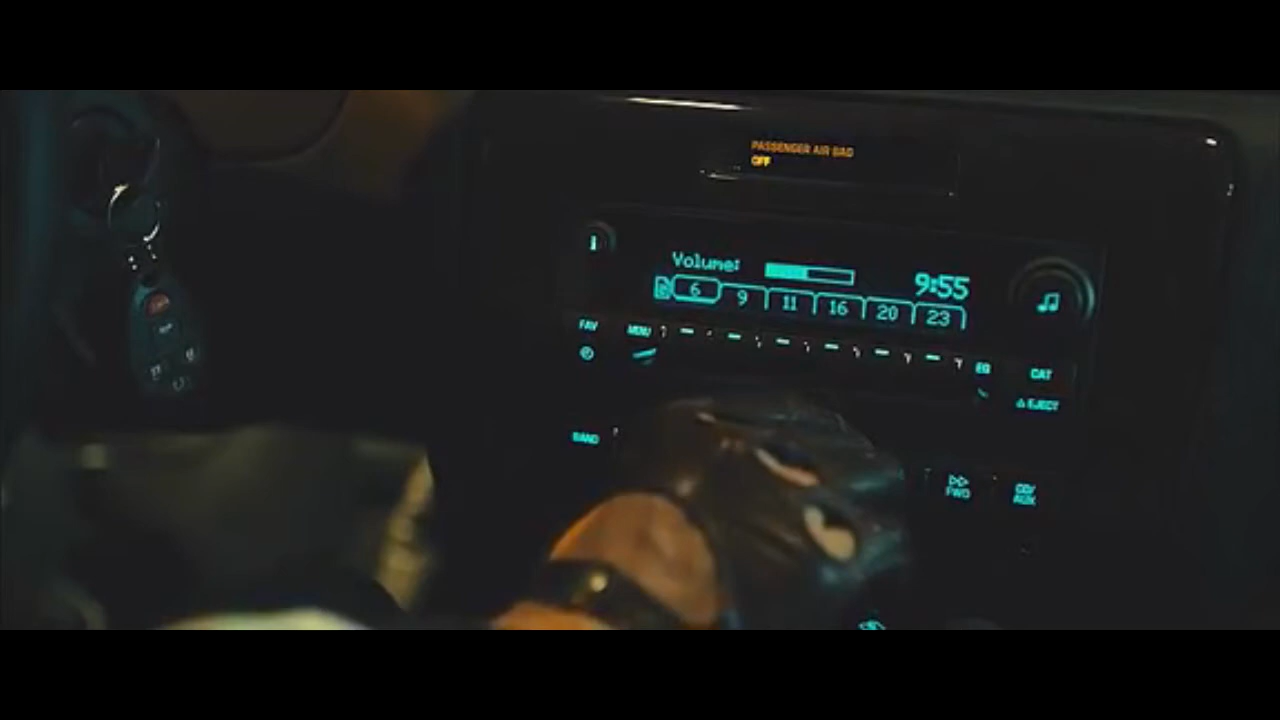 PASSENGER AIR BAG
OFF
i
Volume:
9:55
6 9 11 16 20 23
FAV
MENU
EQ
CAT
EJECT
BAND
FWD
CD/
AUX